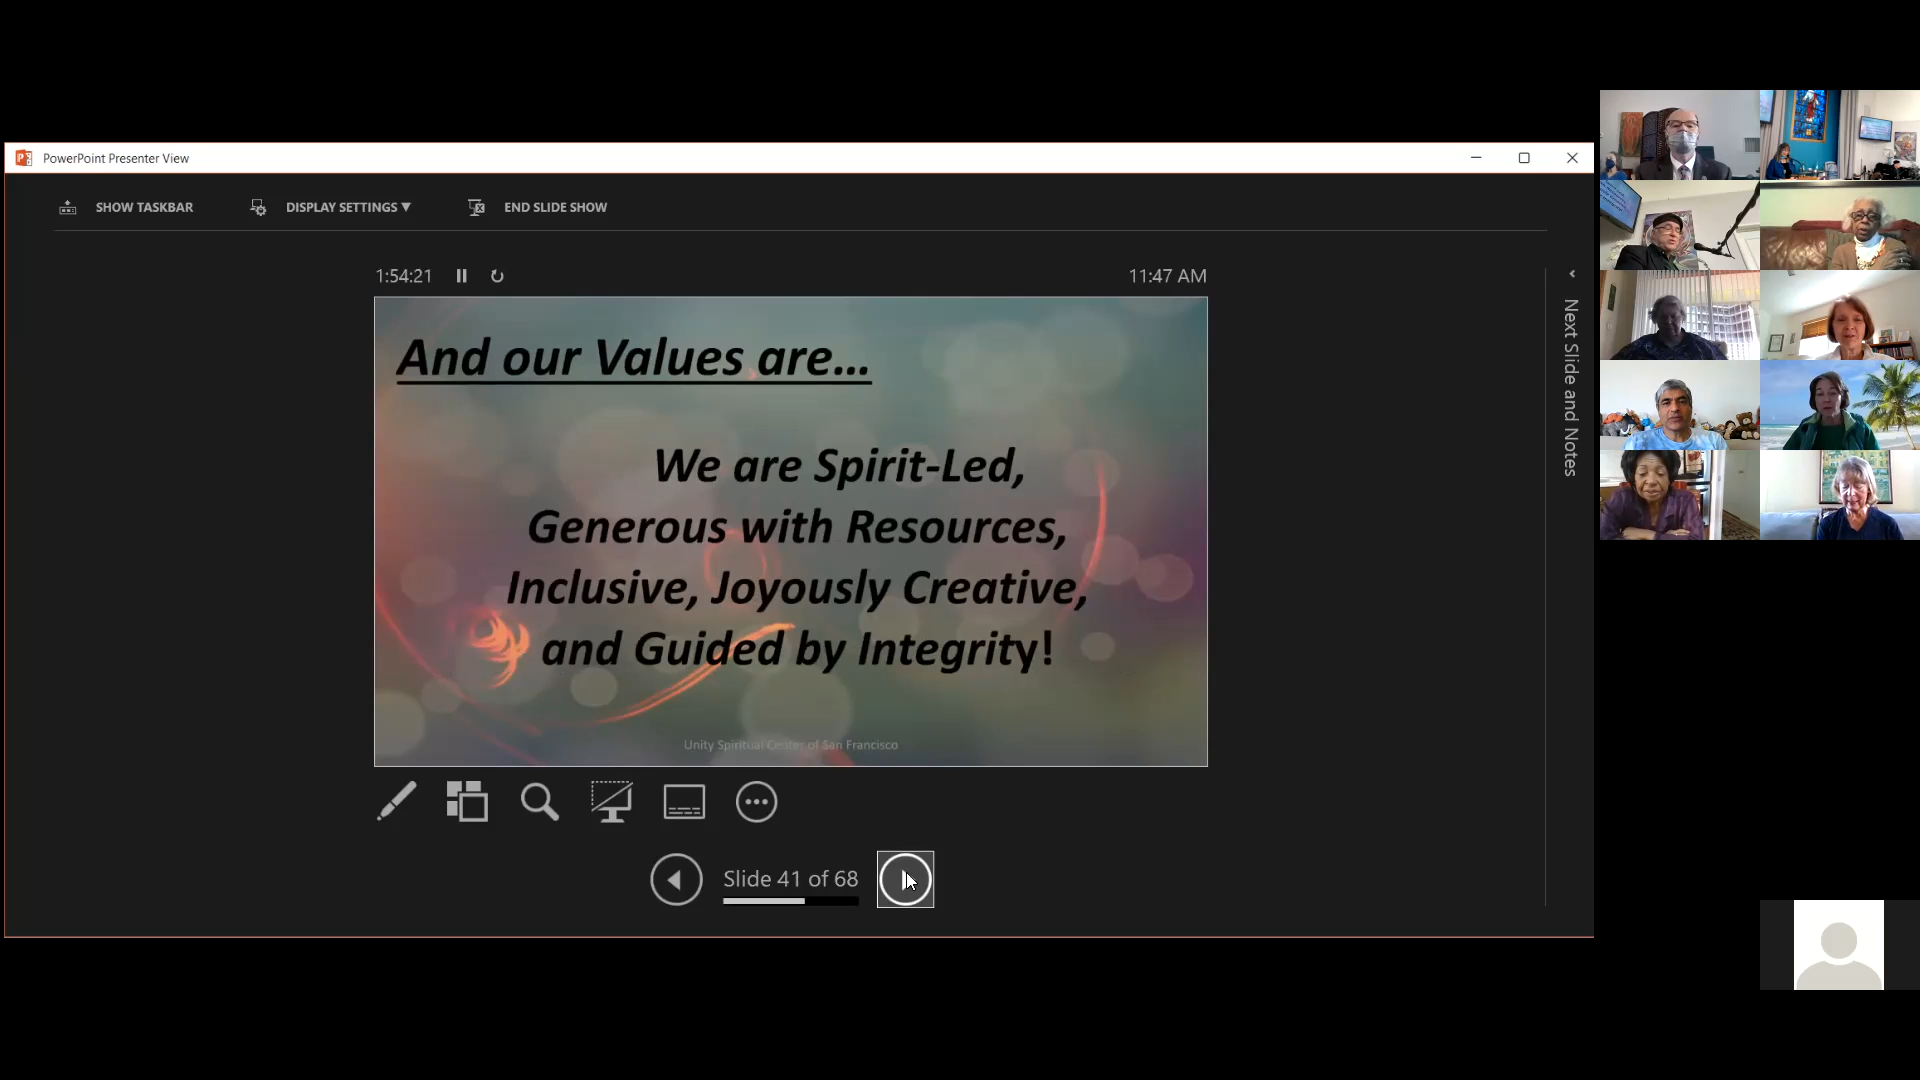 PowerPoint Presenter View
SHOW TASKBAR
DISPLAY SETTINGS ▼
END SLIDE SHOW
1:54:21
11:47 AM
And our Values are...
We are Spirit-Led,
Generous with Resources,
Inclusive, Joyously Creative,
and Guided by Integrity!
Unity Spiritual Center of San Francisco
Slide 41 of 68
Next Slide and Notes